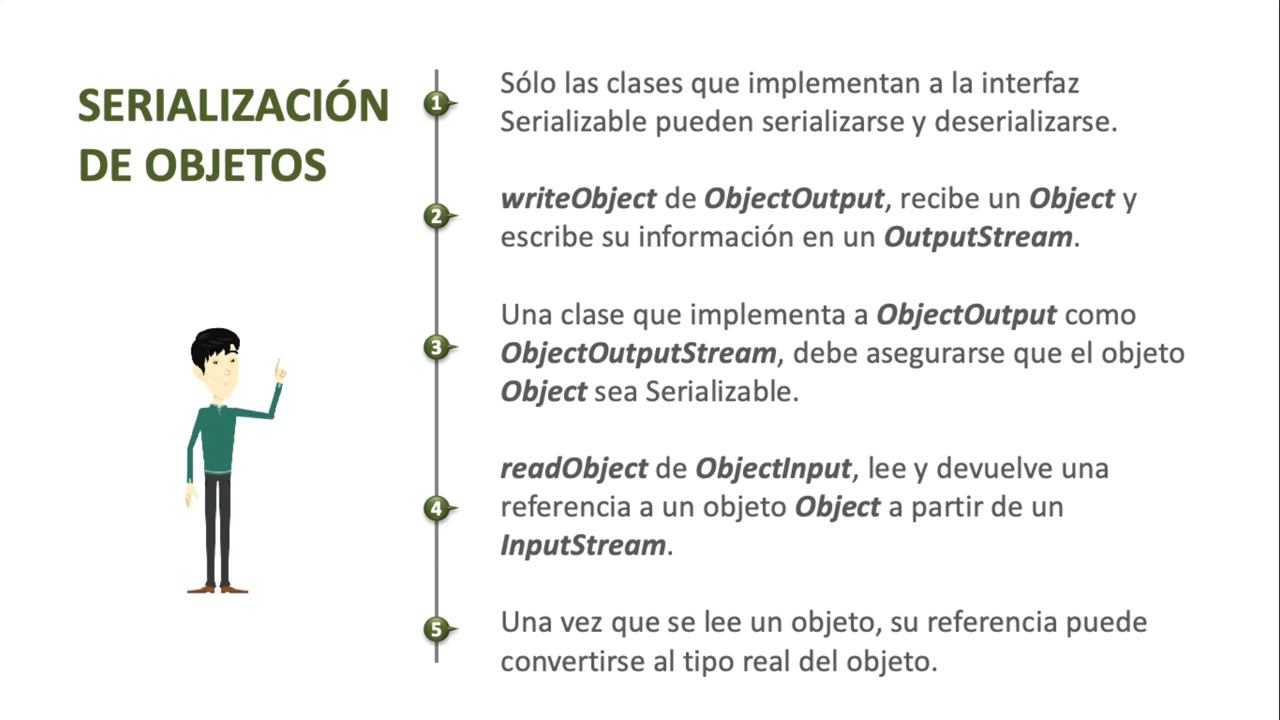 SERIALIZACIÓN
DE OBJETOS
1
Sólo las clases que implementan a la interfaz
Serializable pueden serializarse y deserializarse.
2
writeObject de ObjectOutput, recibe un Object y
escribe su información en un OutputStream.
3
Una clase que implementa a ObjectOutput como
ObjectOutputStream, debe asegurarse que el objeto
Object sea Serializable.
4
readObject de ObjectInput, lee y devuelve una
referencia a un objeto Object a partir de un
InputStream.
5
Una vez que se lee un objeto, su referencia puede
convertirse al tipo real del objeto.